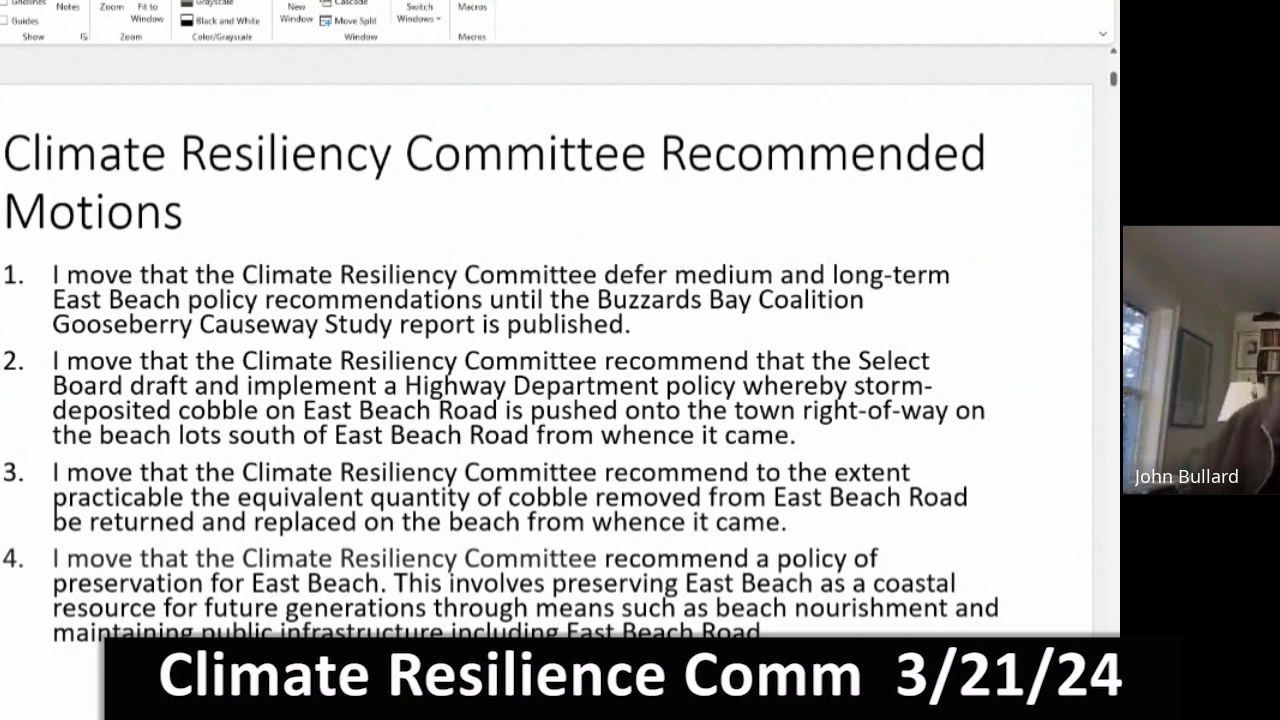 Gridlines
Guides
Notes
Show
Zoom
Fit to
Window
Zoom
Grayscale
Black and White
Color/Grayscale
New
Window
Cascade
Move Split
Window
Switch
Windows
Macros
Macros
Climate Resiliency Committee Recommended
Motions
1. I move that the Climate Resiliency Committee defer medium and long-term
East Beach policy recommendations until the Buzzards Bay Coalition
Gooseberry Causeway Study report is published.
2. I move that the Climate Resiliency Committee recommend that the Select
Board draft and implement a Highway Department policy whereby storm-
deposited cobble on East Beach Road is pushed onto the town right-of-way on
the beach lots south of East Beach Road from whence it came.
3. I move that the Climate Resiliency Committee recommend to the extent
practicable the equivalent quantity of cobble removed from East Beach Road
be returned and replaced on the beach from whence it came.
4. I move that the Climate Resiliency Committee recommend a policy of
preservation for East Beach. This involves preserving East Beach as a coastal
resource for future generations through means such as beach nourishment and
maintaining public infrastructure including East Beach Road
John Bullard
Climate Resilience Comm 3/21/24